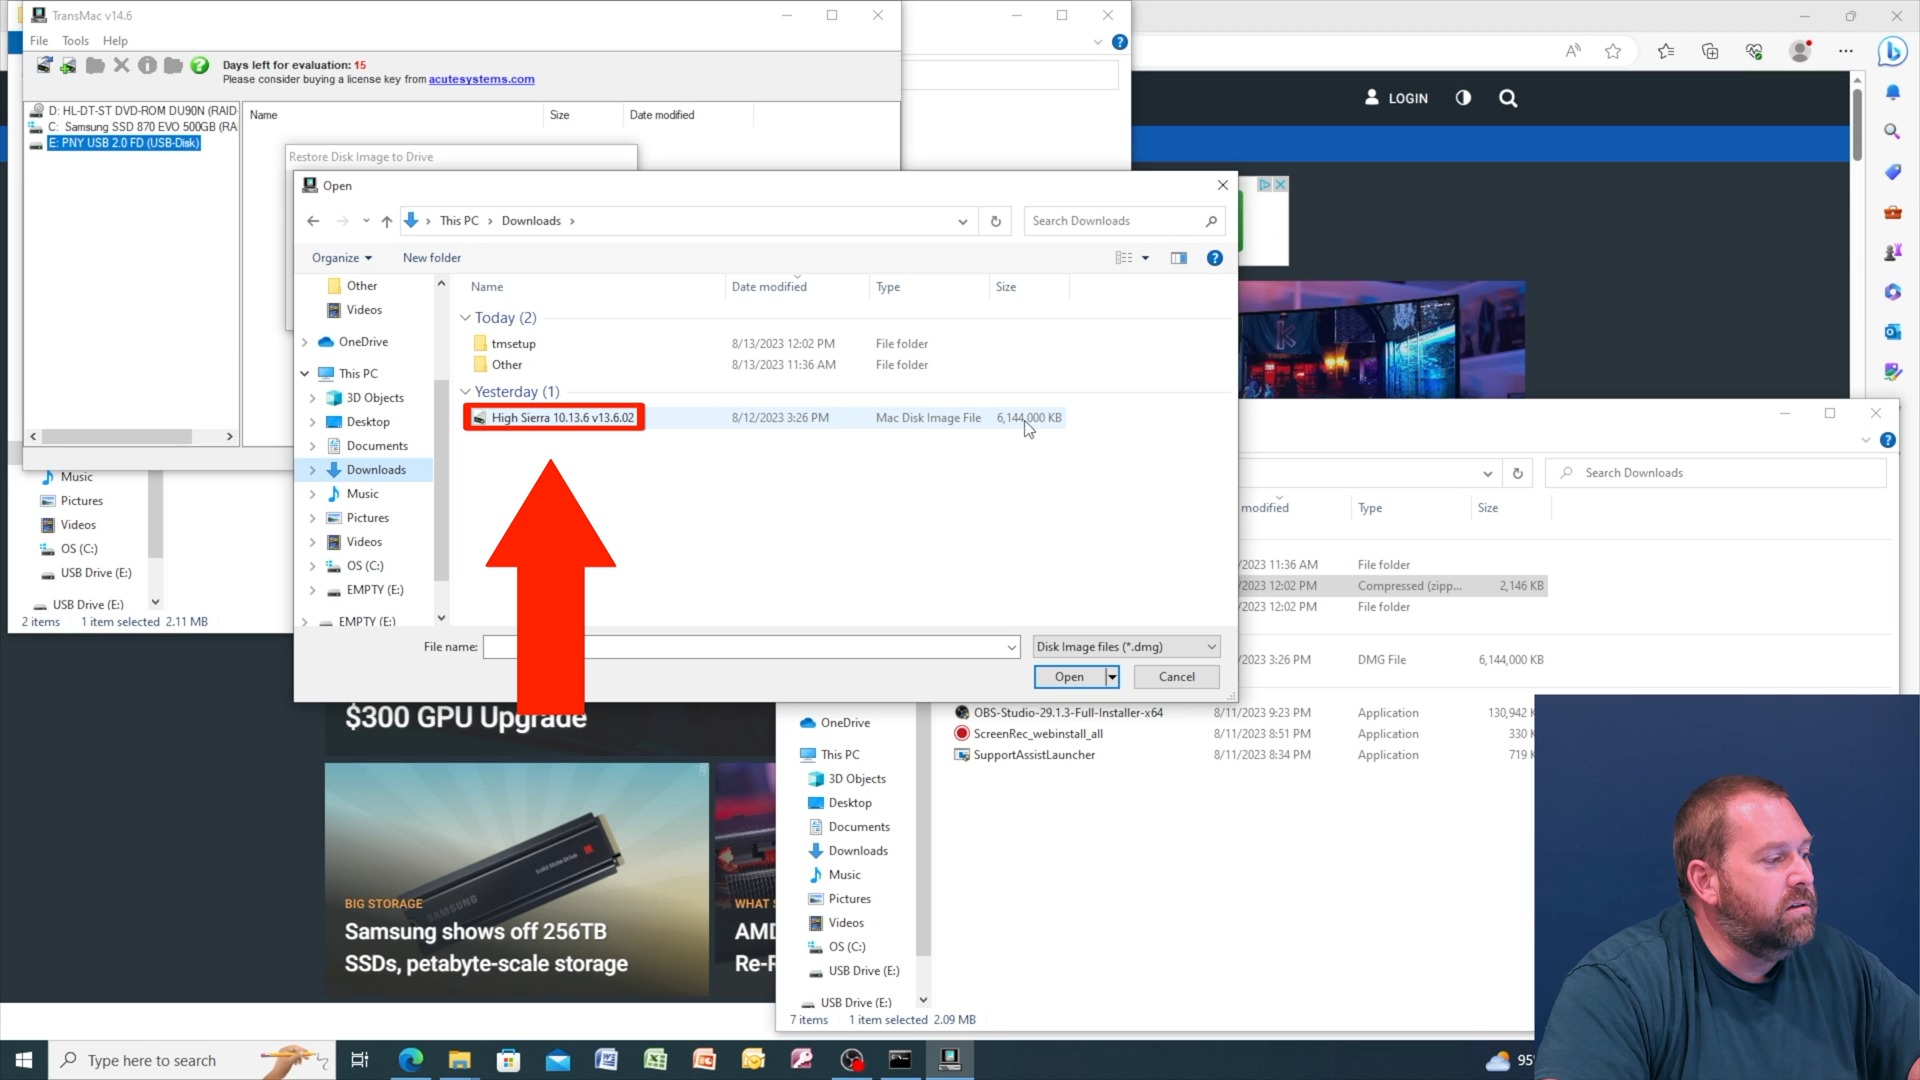 TransMac v14.6
File Tools Help
Days left for evaluation: 15
Please consider buying a license key from acutesystems.com
D: HL-DT-ST DVD-ROM DU90N (RAID
C: Samsung SSD 870 EVO 500GB (RA
E: PNY USB 2.0 FD (USB-Disk)
Name Size Date modified
Restore Disk Image to Drive
LOGIN
Open
This PC > Downloads >
Search Downloads
Organize New folder
Other
Videos
OneDrive
This PC
3D Objects
Desktop
Documents
Downloads
Music
Pictures
Videos
OS (C:)
EMPTY (E:)
EMPTY (E:)
Name Date modified Type Size
Today (2)
tmsetup 8/13/2023 12:02 PM File folder
Other 8/13/2023 11:36 AM File folder
Yesterday (1)
High Sierra 10.13.6 v13.6.02 8/12/2023 3:26 PM Mac Disk Image File 6,144,000 KB
File name:
Disk Image files (*.dmg)
Open Cancel
Music
Pictures
Videos
OS (C:)
USB Drive (E:)
USB Drive (E:)
2 items 1 item selected 2.11 MB
Search Downloads
modified Type Size
/2023 11:36 AM File folder
/2023 12:02 PM Compressed (zipp... 2,146 KB
/2023 12:02 PM File folder
/2023 3:26 PM DMG File 6,144,000 KB
OBS-Studio-29.1.3-Full-Installer-x64 8/11/2023 9:23 PM Application 130,942 K
ScreenRec_webinstall_all 8/11/2023 8:51 PM Application 330 K
SupportAssistLauncher 8/11/2023 8:34 PM Application 719 K
OneDrive
This PC
3D Objects
Desktop
Documents
Downloads
Music
Pictures
Videos
OS (C:)
USB Drive (E:)
USB Drive (E:)
7 items 1 item selected 2.09 MB
$300 GPU Upgrade
SAMSUNG
Solid State Drive
BIG STORAGE
Samsung shows off 256TB
SSDs, petabyte-scale storage
WHAT
AMD
Re-R
Type here to search
95°